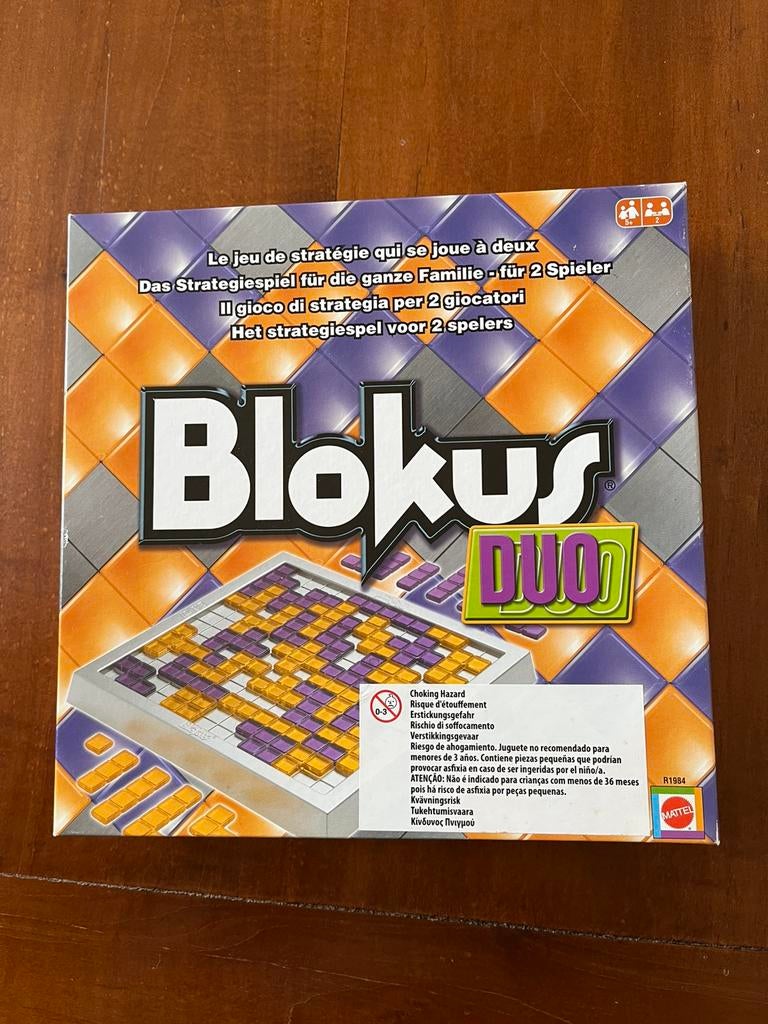 5+ 2
Le jeu de stratégie qui se joue à deux
Das Strategiespiel für die ganze Familie - für 2 Spieler
Il gioco di strategia per 2 giocatori
Het strategiespel voor 2 spelers
Blokus®
DUO
0-3
Choking Hazard
Risque d'étouffement
Erstickungsgefahr
Rischio di soffocamento
Verstikkingsgevaar
Riesgo de ahogamiento. Juguete no recomendado para
menores de 3 años. Contiene piezas pequeñas que podrían
provocar asfixia en caso de ser ingeridas por el niño/a.
ATENÇÃO: Não é indicado para crianças com menos de 36 meses
pois há risco de asfixia por peças pequenas.
Kvävningsrisk
Tukehtumisvaara
Κίνδυνος Πνιγμού
R1984
MATTEL